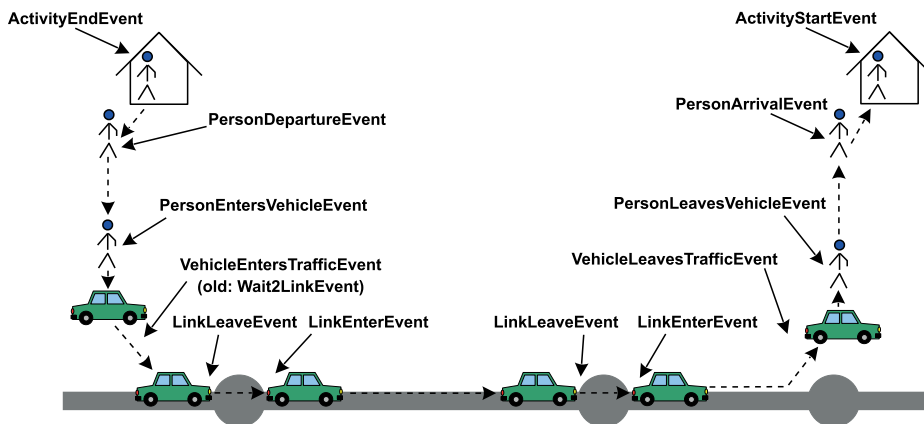 ActivityEndEvent
ActivityStartEvent
PersonDepartureEvent
PersonArrivalEvent
PersonEntersVehicleEvent
PersonLeavesVehicleEvent
VehicleEntersTrafficEvent
(old: Wait2LinkEvent)
VehicleLeavesTrafficEvent
LinkLeaveEvent
LinkEnterEvent
LinkLeaveEvent
LinkEnterEvent